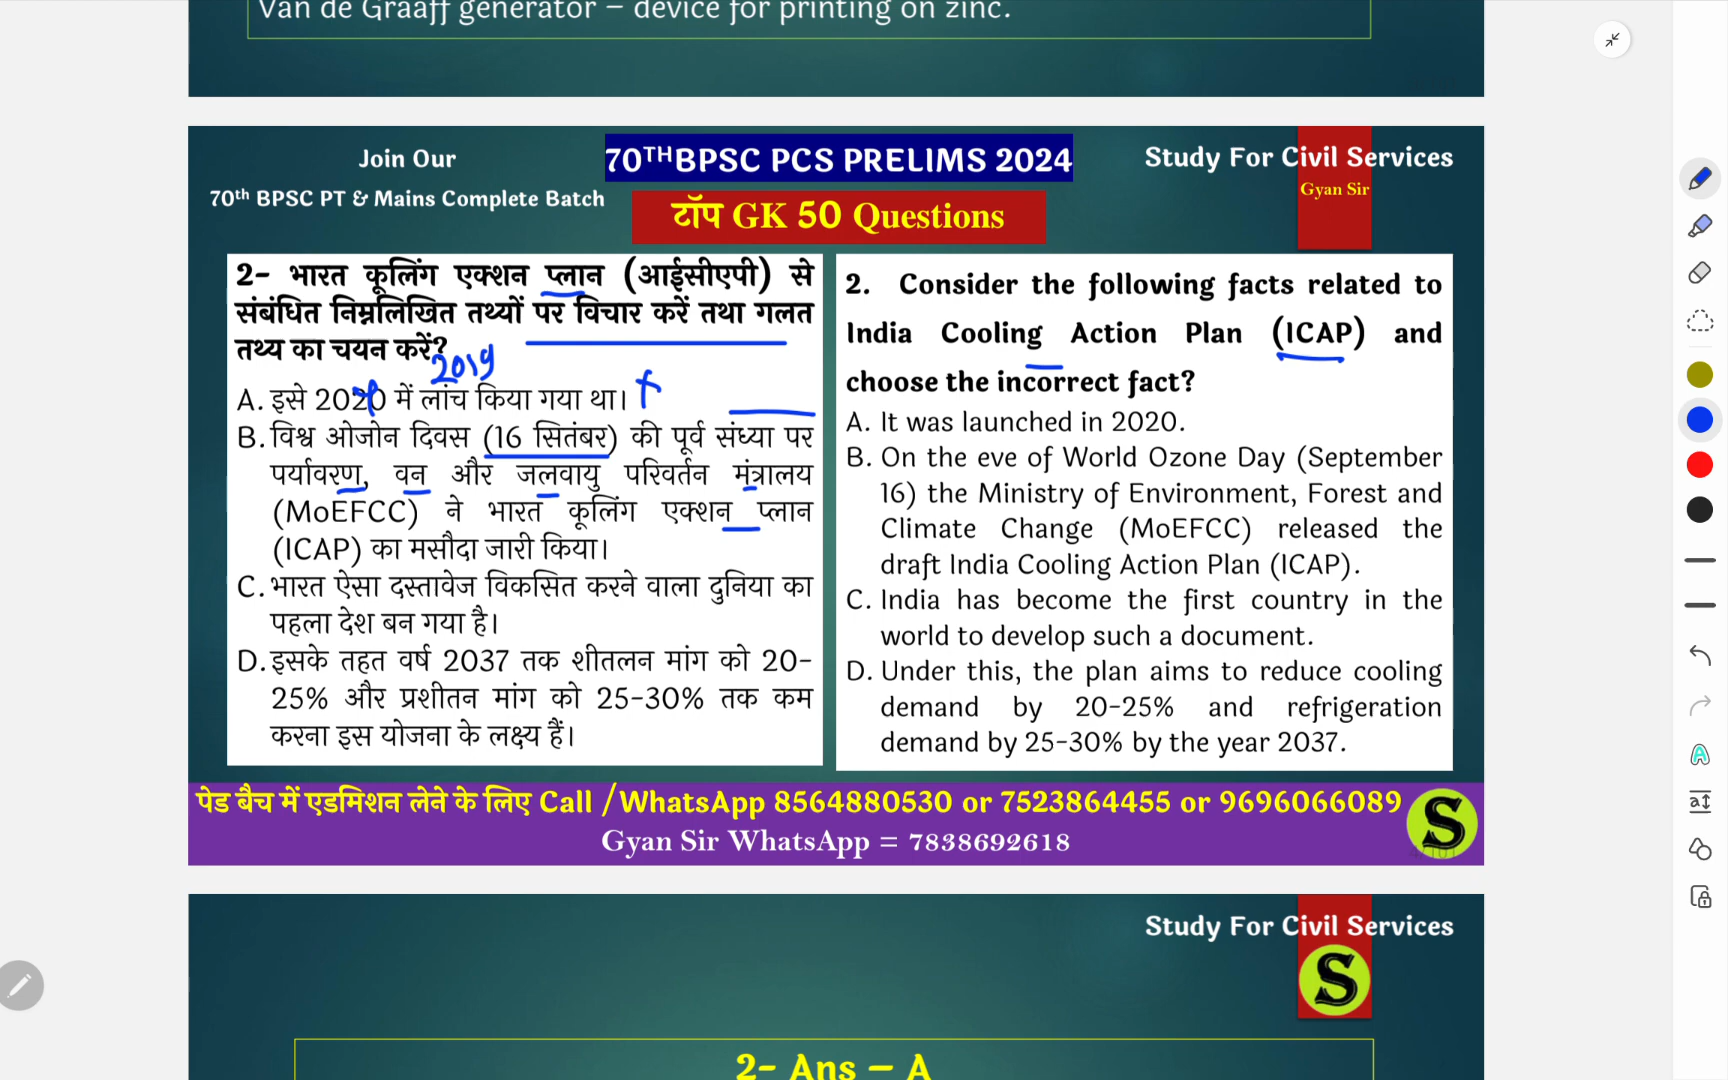 Van de Graaff generator – device for printing on zinc.
Join Our
70th BPSC PT & Mains Complete Batch
70THBPSC PCS PRELIMS 2024
टॉप GK 50 Questions
Study For Civil Services
Gyan Sir
2- भारत कूलिंग एक्शन प्लान (आईसीएपी) से
संबंधित निम्नलिखित तथ्यों पर विचार करें तथा गलत
तथ्य का चयन करें?
2019
A. इसे 2020 में लांच किया गया था।
B. विश्व ओजोन दिवस (16 सितंबर) की पूर्व संध्या पर
पर्यावरण, वन और जलवायु परिवर्तन मंत्रालय
(MoEFCC) ने भारत कूलिंग एक्शन प्लान
(ICAP) का मसौदा जारी किया।
C. भारत ऐसा दस्तावेज विकसित करने वाला दुनिया का
पहला देश बन गया है।
D. इसके तहत वर्ष 2037 तक शीतलन मांग को 20-
25% और प्रशीतन मांग को 25-30% तक कम
करना इस योजना के लक्ष्य हैं।
2. Consider the following facts related to
India Cooling Action Plan (ICAP) and
choose the incorrect fact?
A. It was launched in 2020.
B. On the eve of World Ozone Day (September
16) the Ministry of Environment, Forest and
Climate Change (MoEFCC) released the
draft India Cooling Action Plan (ICAP).
C. India has become the first country in the
world to develop such a document.
D. Under this, the plan aims to reduce cooling
demand by 20-25% and refrigeration
demand by 25-30% by the year 2037.
पेड बैच में एडमिशन लेने के लिए Call /WhatsApp 8564880530 or 7523864455 or 9696066089
Gyan Sir WhatsApp = 7838692618
S
Study For Civil Services
S
2- Ans – A